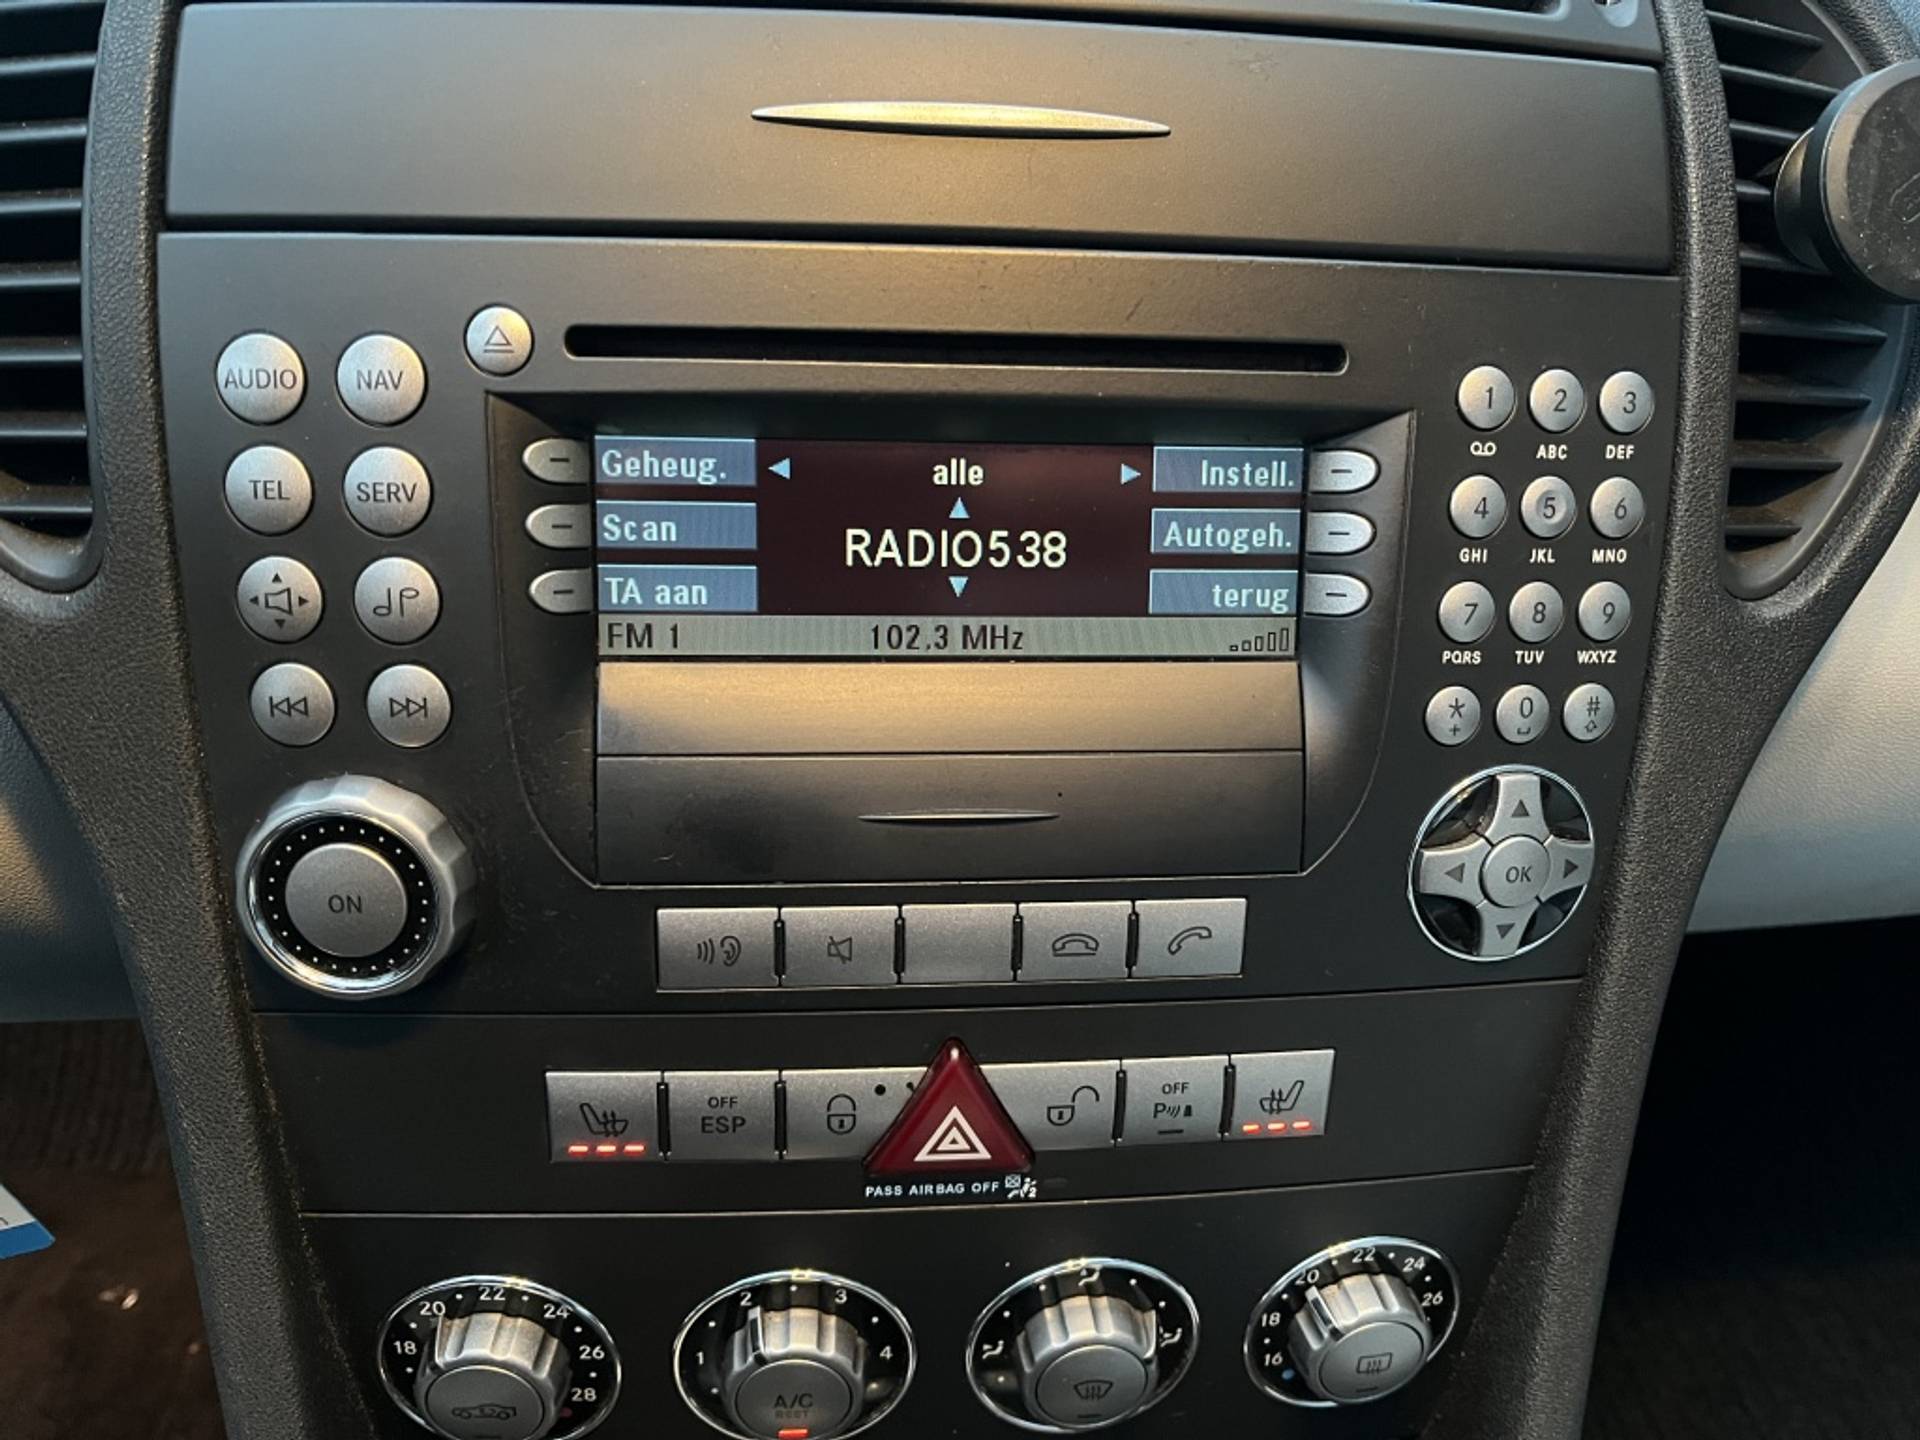 AUDIO NAV
TEL SERV
ON
Geheug. alle Instell.
Scan RADIO538 Autogeh.
TA aan terug
FM 1 102,3 MHz
1 2 3
ABC DEF
4 5 6
GHI JKL MNO
7 8 9
PQRS TUV WXYZ
* 0 #
+
OK
OFF
ESP
OFF
P
PASS AIRBAG OFF
18 20 22 24 26 28
1 2 3 4
A/C
REST
16 18 20 22 24 26